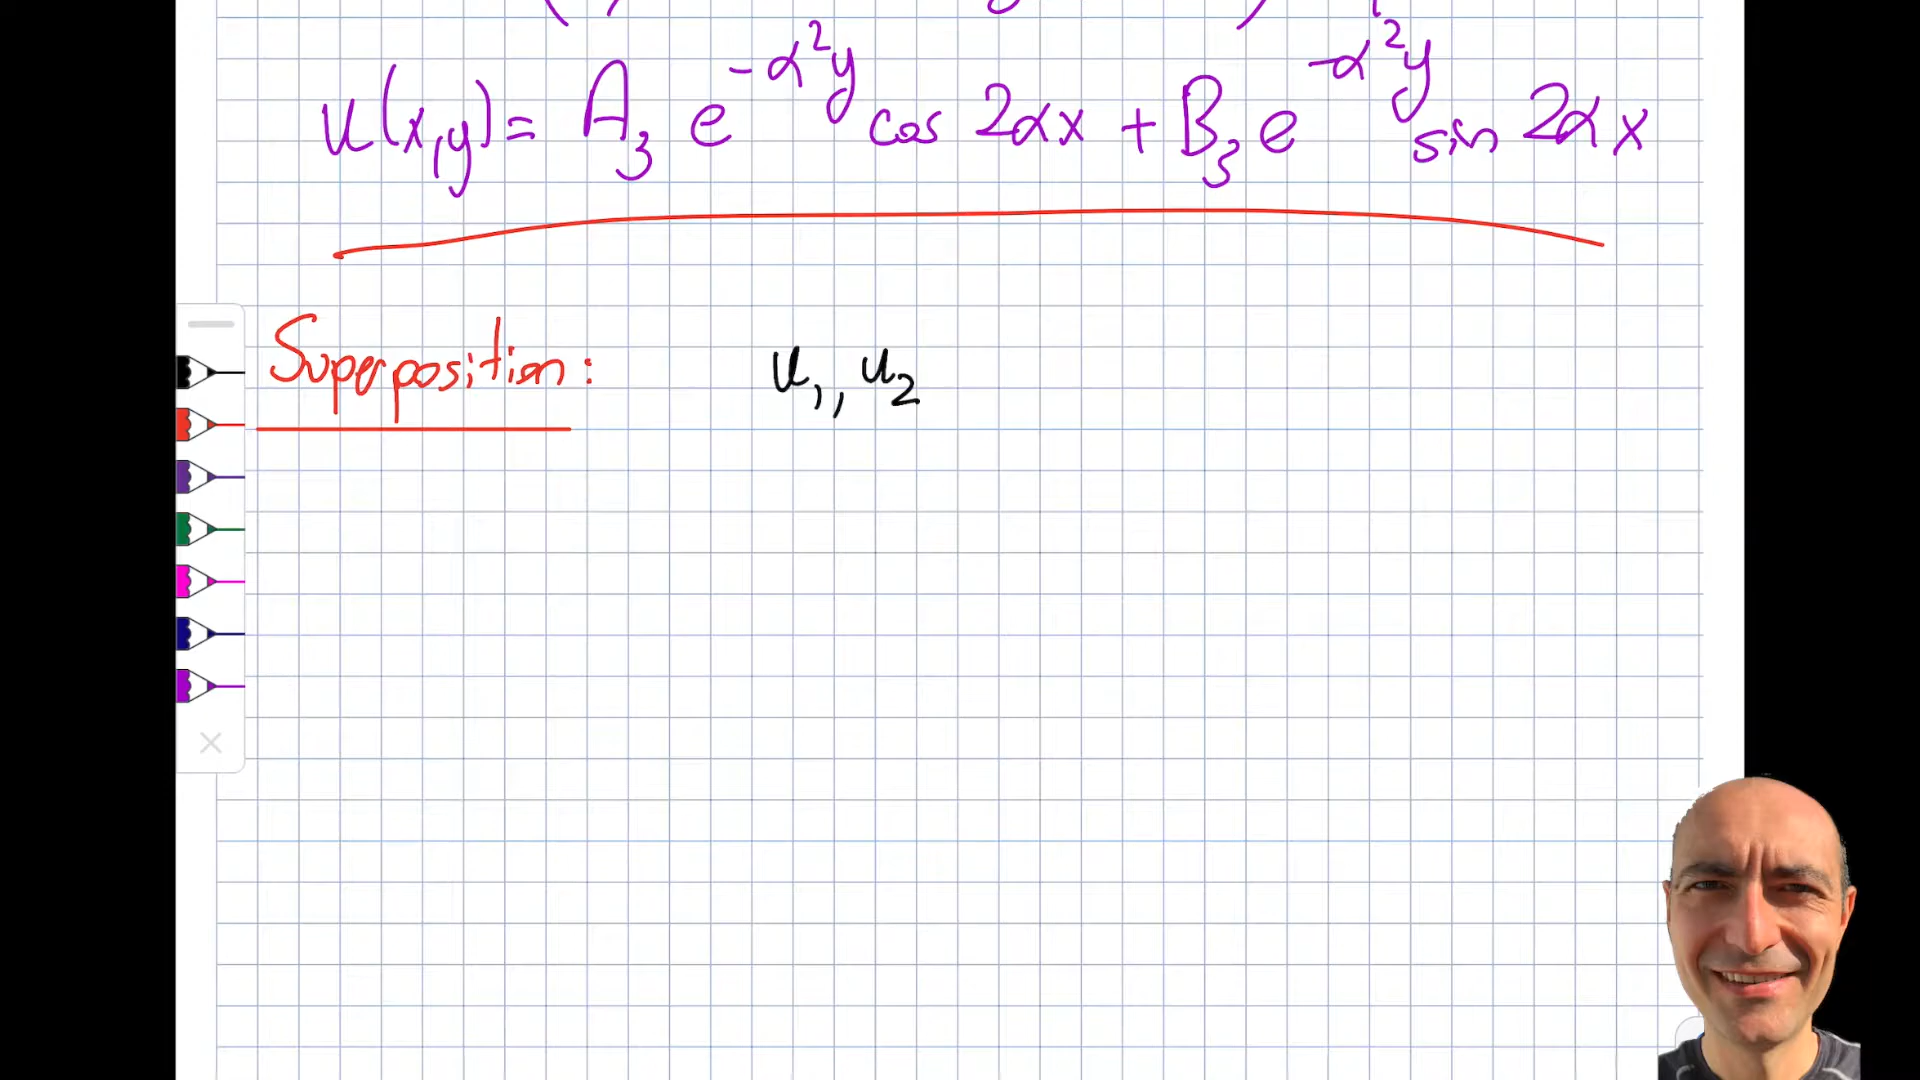 u(x,y) = A₃ e^{-α²y} cos 2αx + B₃ e^{-α²y} sin 2αx
Superposition: u₁, u₂